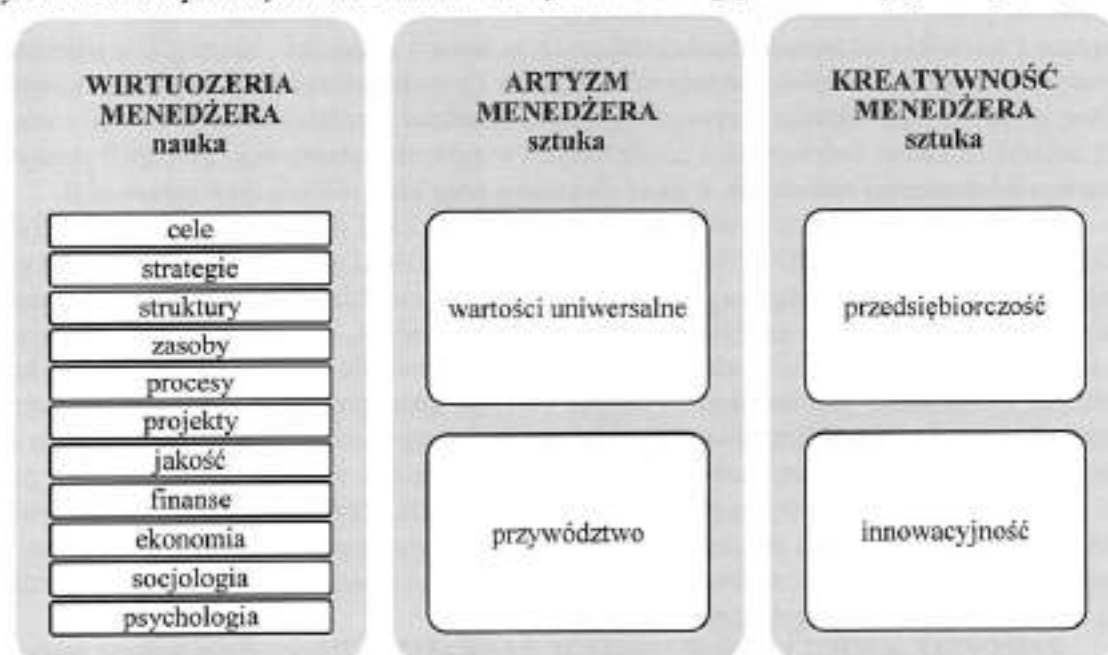 WIRTUOZERIA
MENEDŻERA
nauka
cele
strategie
struktury
zasoby
procesy
projekty
jakość
finanse
ekonomia
socjologia
psychologia
ARTYZM
MENEDŻERA
sztuka
wartości uniwersalne
przywództwo
KREATYWNOŚĆ
MENEDŻERA
sztuka
przedsiębiorczość
innowacyjność